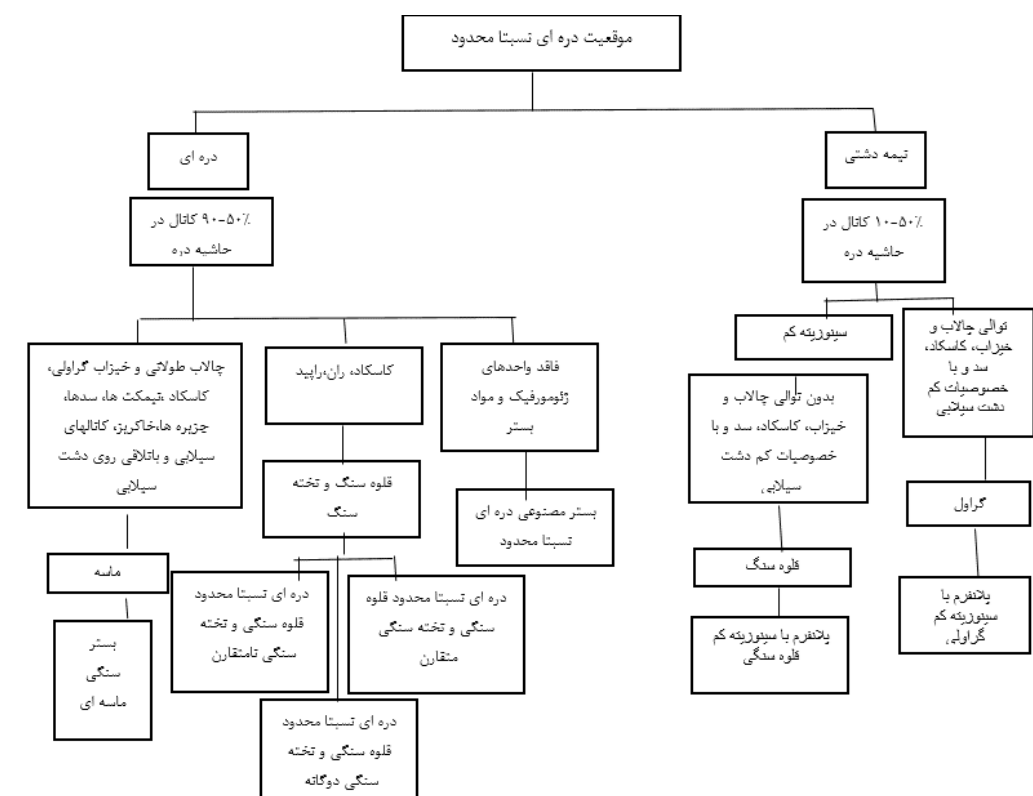 موقعیت دره ای نسبتا محدود
دره ای
نیمه دشتی
۹۰-۵۰٪ کانال در
حاشیه دره
۱۰-۵۰٪ کانال در
حاشیه دره
چالاب طولانی و خیزاب گراولی،
کاسکاد ،نیمکت ها، سدها،
جزیره ها،خاکریز، کانالهای
سیلابی و باتلاقی روی دشت
سیلابی
کاسکاد، ران،راپید
فاقد واحدهای
ژئومورفیک و مواد
بستر
سینوزیته کم
توالی چالاب و
خیزاب، کاسکاد،
سد و با
خصوصیات کم
دشت سیلابی
قلوه سنگ و تخته
سنگ
بستر مصنوعی دره ای
نسبتا محدود
بدون توالی چالاب و
خیزاب، کاسکاد، سد و با
خصوصیات کم دشت
سیلابی
گراول
ماسه
قلوه سنگ
بستر
سنگی
ماسه ای
دره ای نسبتا محدود
قلوه سنگی و تخته
سنگی نامتقارن
دره ای نسبتا محدود قلوه
سنگی و تخته سنگی
متقارن
دره ای نسبتا محدود
قلوه سنگی و تخته
سنگی دوگانه
پلانفرم با سینوزیته کم
قلوه سنگی
پلانفرم با
سینوزیته کم
گراولی